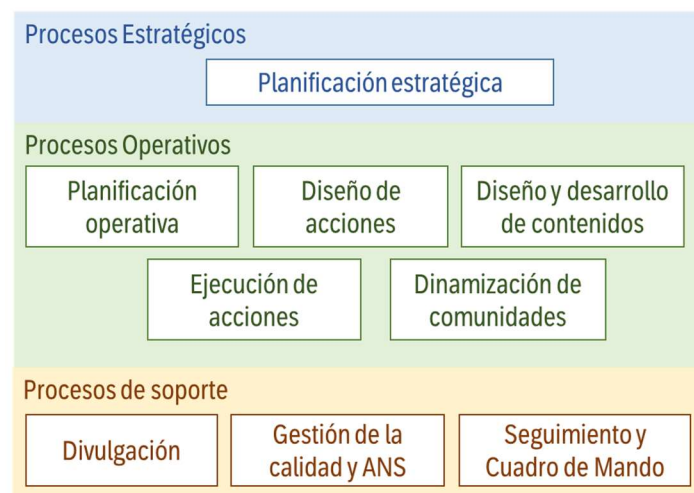 Procesos Estratégicos
Planificación estratégica
Procesos Operativos
Planificación
operativa
Diseño de
acciones
Diseño y desarrollo
de contenidos
Ejecución de
acciones
Dinamización de
comunidades
Procesos de soporte
Divulgación
Gestión de la
calidad y ANS
Seguimiento y
Cuadro de Mando